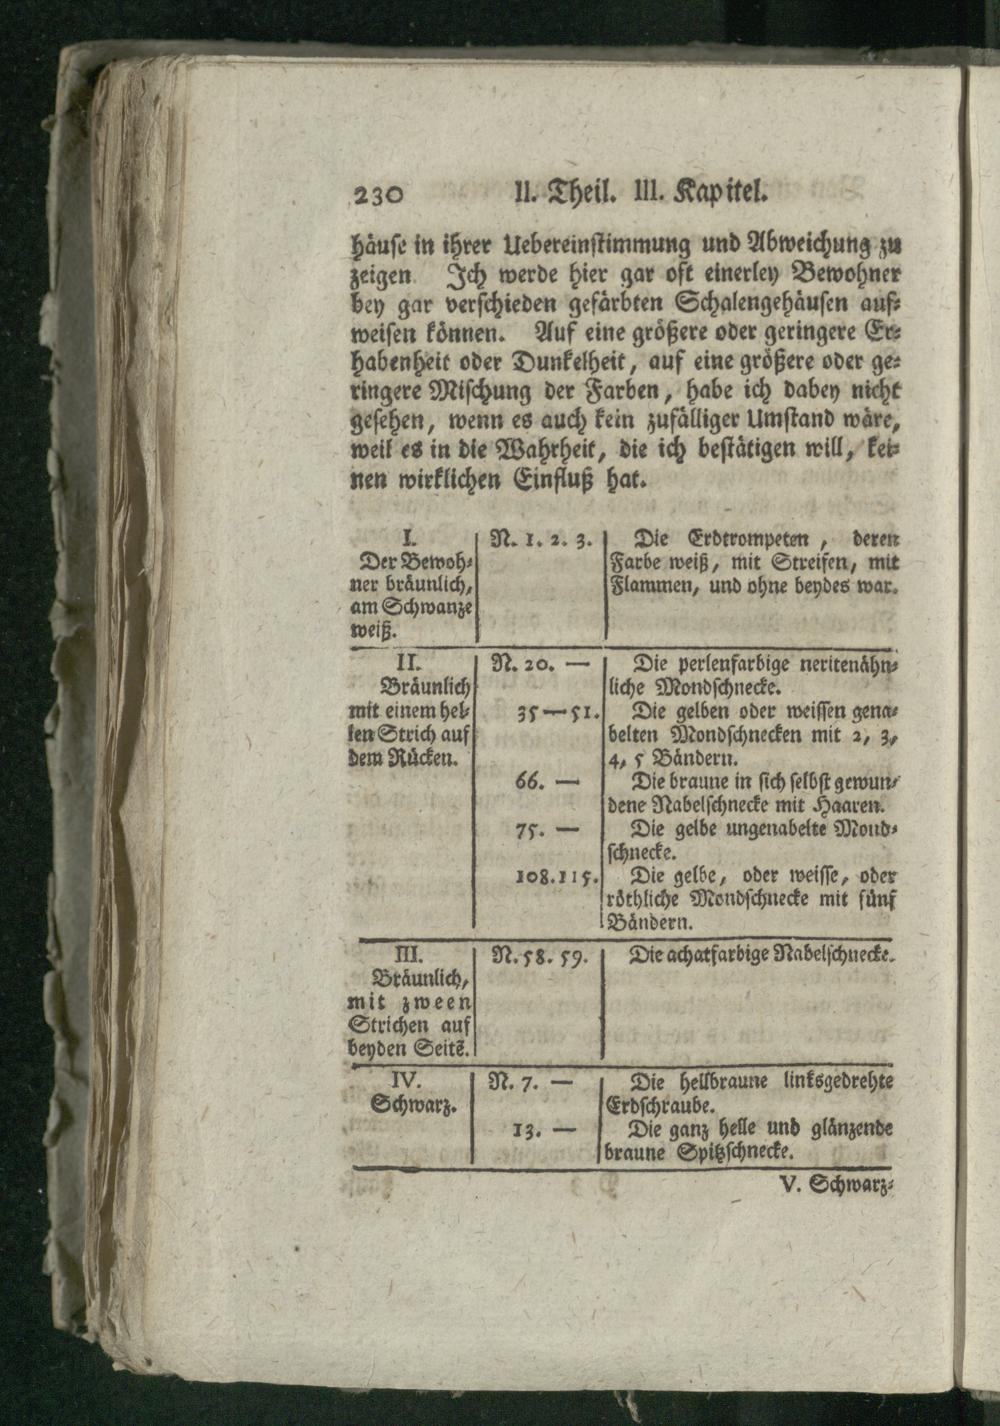 230 II. Theil. III. Kapitel.
häuse in ihrer Uebereinstimmung und Abweichung zu
zeigen. Ich werde hier gar oft einerley Bewohner
bey gar verschieden gefärbten Schalengehäusen auf-
weisen können. Auf eine größere oder geringere Er-
habenheit oder Dunkelheit, auf eine größere oder ge-
ringere Mischung der Farben, habe ich dabey nicht
gesehen, wenn es auch kein zufälliger Umstand wäre,
weil es in die Wahrheit, die ich bestätigen will, kei-
nen wirklichen Einfluß hat.
I.
Der Bewoh-
ner bräunlich,
am Schwanze
weiß.
N. 1. 2. 3.
Die Erdtrompeten, deren
Farbe weiß, mit Streifen, mit
Flammen, und ohne beydes war.
II.
Bräunlich
mit einem hel-
len Strich auf
dem Rücken.
N. 20. —
Die perlenfarbige neritenähn-
liche Mondschnecke.
35—51.
Die gelben oder weissen gena-
belten Mondschnecken mit 2, 3,
4, 5 Bändern.
66. —
Die braune in sich selbst gewun-
dene Nabelschnecke mit Haaren.
75. —
Die gelbe ungenabelte Mond-
schnecke.
108.115.
Die gelbe, oder weisse, oder
röthliche Mondschnecke mit fünf
Bändern.
III.
Bräunlich,
mit zween
Strichen auf
beyden Seitē.
N. 58. 59.
Die achatfarbige Nabelschnecke.
IV.
Schwarz.
N. 7. —
Die hellbraune linksgedrehte
Erdschraube.
13. —
Die ganz helle und glänzende
braune Spitzschnecke.
V. Schwarz-